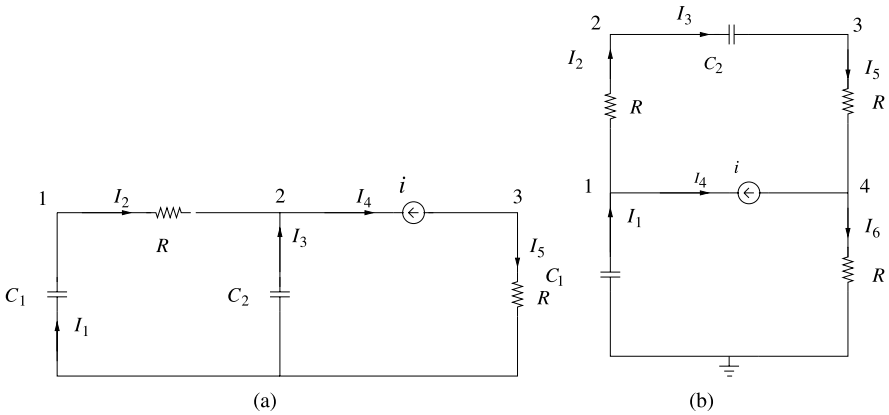 1
I₂
R
2
I₃
I₄
i
3
I₅
R
C₁
I₁
C₂
(a)
2
I₃
C₂
3
I₂
R
I₅
R
1
I₄
i
4
I₁
C₁
I₆
R
(b)